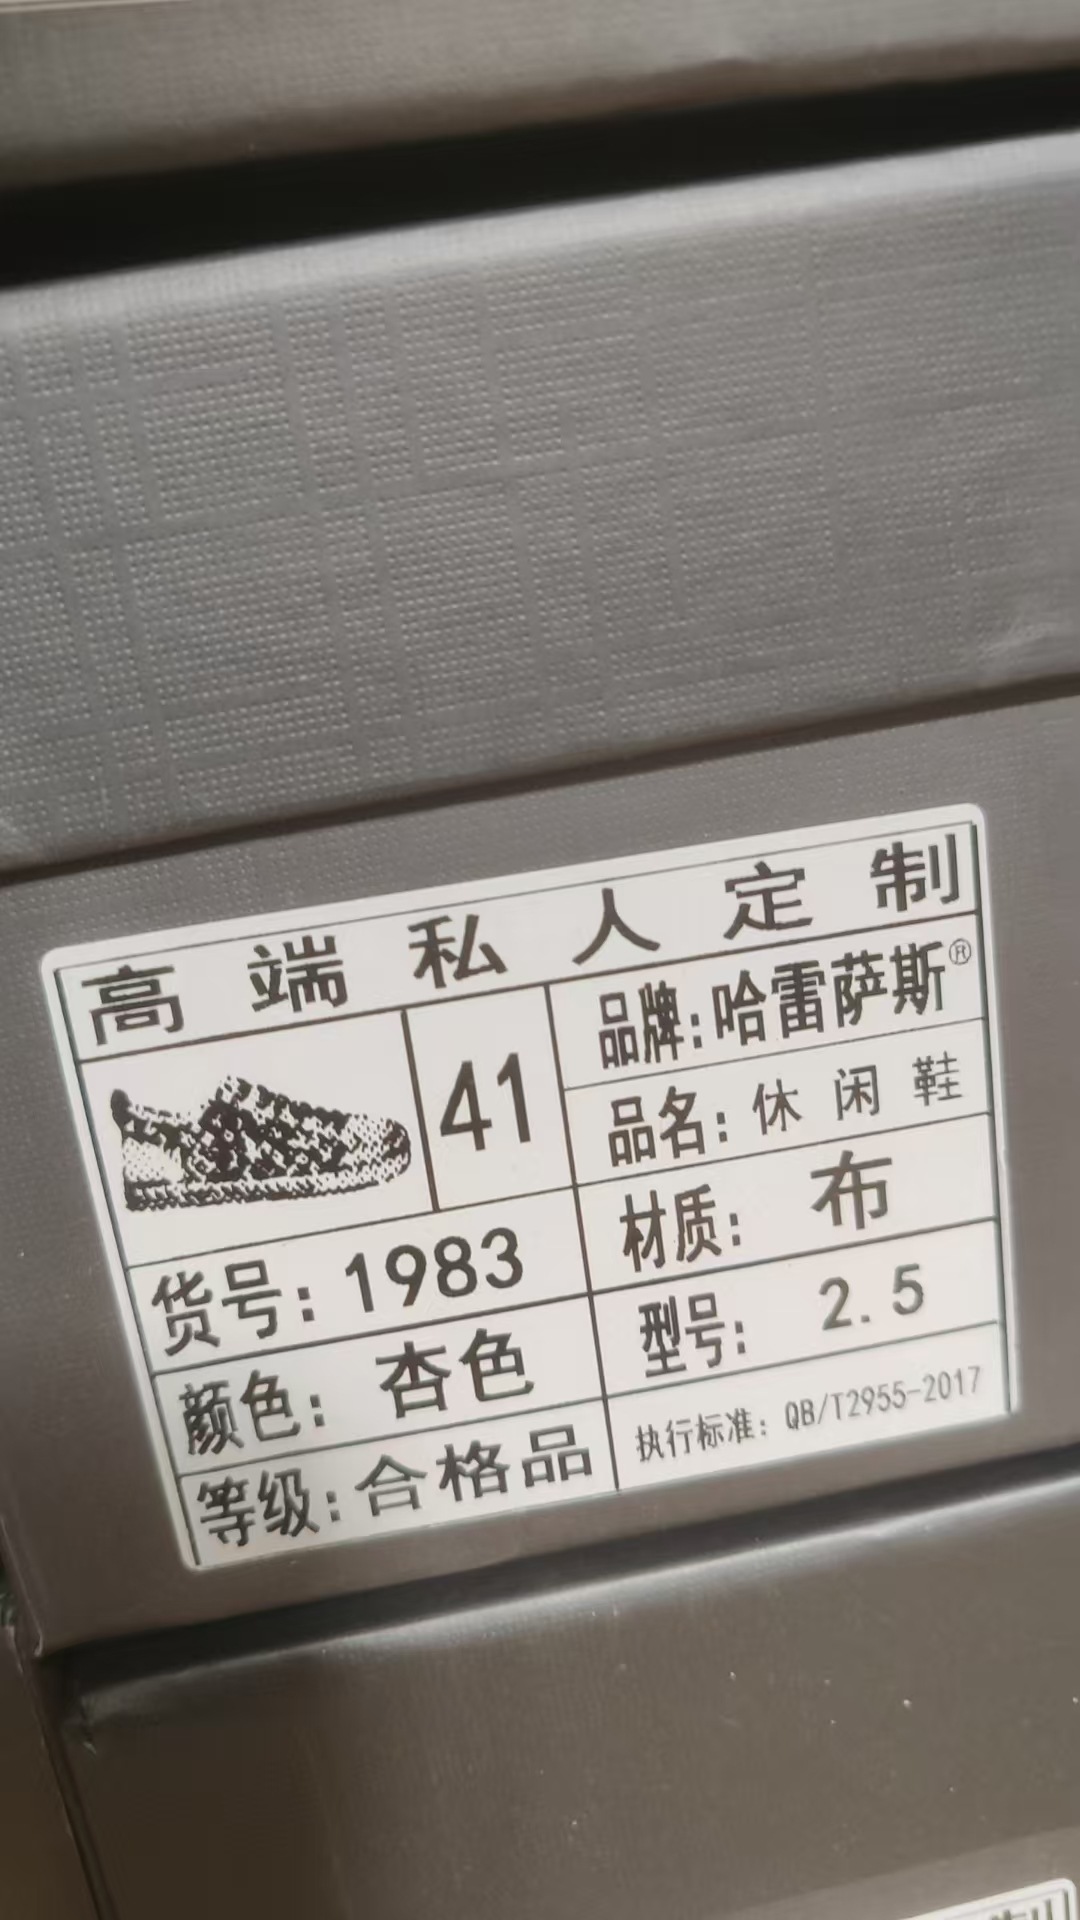 高端私人定制
41
品牌:哈雷萨斯®
品名:休闲鞋
材质:布
货号:1983
型号:2.5
颜色:杏色
执行标准:QB/T2955-2017
等级:合格品